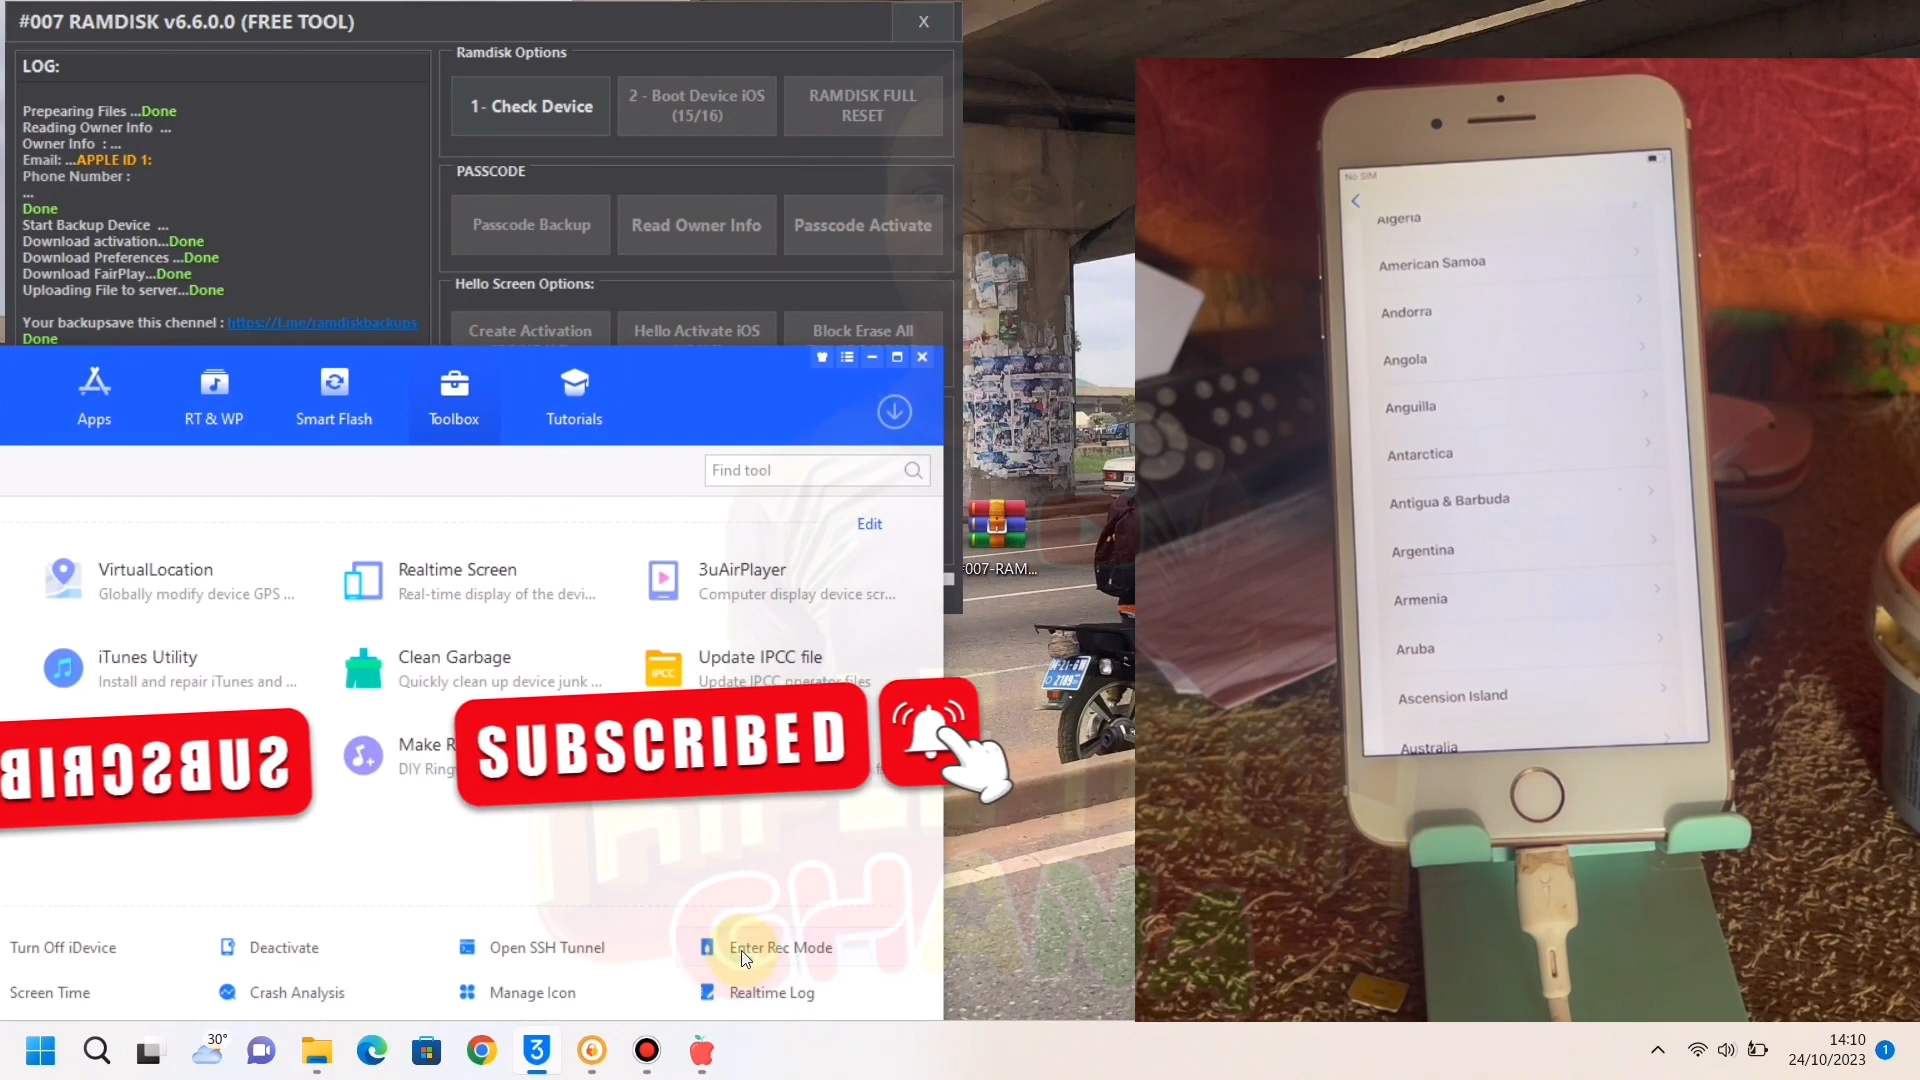 #007 RAMDISK v6.6.0.0 (FREE TOOL)
X
LOG:
Prepearing Files ...Done
Reading Owner Info ...
Owner Info : ...
Email: ...APPLE ID 1:
Phone Number :
...
Done
Start Backup Device ...
Download activation...Done
Download Preferences ...Done
Download FairPlay...Done
Uploading File to server...Done
Your backupsave this chennel : https://t.me/ramdiskbackups
Done
Ramdisk Options
1- Check Device
2 - Boot Device iOS
(15/16)
RAMDISK FULL
RESET
PASSCODE
Passcode Backup
Read Owner Info
Passcode Activate
Hello Screen Options:
Create Activation
Hello Activate iOS
Block Erase All
Apps
RT & WP
Smart Flash
Toolbox
Tutorials
Find tool
Edit
VirtualLocation
Globally modify device GPS ...
Realtime Screen
Real-time display of the devi...
3uAirPlayer
Computer display device scr...
iTunes Utility
Install and repair iTunes and ...
Clean Garbage
Quickly clean up device junk ...
Update IPCC file
Update IPCC operator files
Make R
DIY Ring
SUBSCRIB
SUBSCRIBED
Turn Off iDevice
Deactivate
Open SSH Tunnel
Enter Rec Mode
Screen Time
Crash Analysis
Manage Icon
Realtime Log
GHANA
#007-RAM...
No SIM
Algeria
American Samoa
Andorra
Angola
Anguilla
Antarctica
Antigua & Barbuda
Argentina
Armenia
Aruba
Ascension Island
Australia
30°
14:10
24/10/2023
1